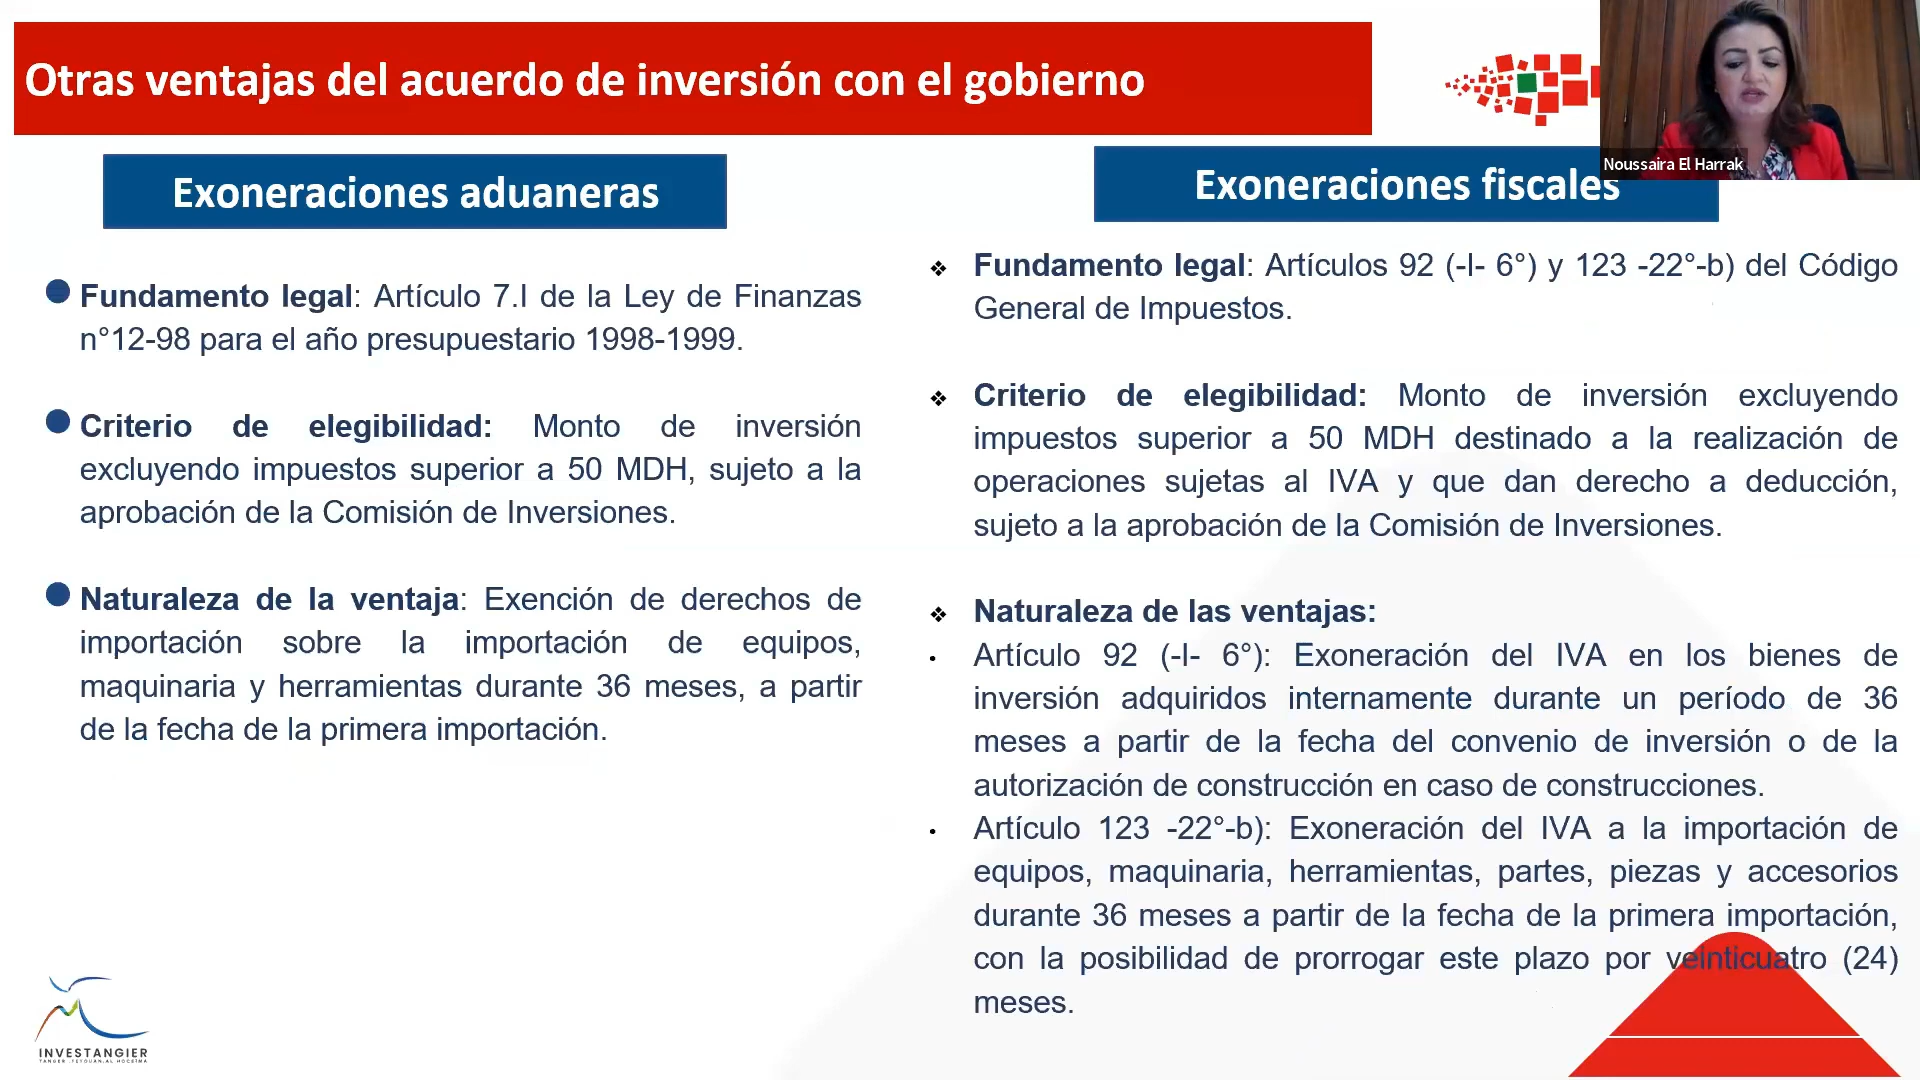 Otras ventajas del acuerdo de inversión con el gobierno
Noussaira El Harrak
Exoneraciones aduaneras
Fundamento legal: Artículo 7.I de la Ley de Finanzas
n°12-98 para el año presupuestario 1998-1999.
Criterio de elegibilidad: Monto de inversión
excluyendo impuestos superior a 50 MDH, sujeto a la
aprobación de la Comisión de Inversiones.
Naturaleza de la ventaja: Exención de derechos de
importación sobre la importación de equipos,
maquinaria y herramientas durante 36 meses, a partir
de la fecha de la primera importación.
Exoneraciones fiscales
Fundamento legal: Artículos 92 (-I- 6°) y 123 -22°-b) del Código
General de Impuestos.
Criterio de elegibilidad: Monto de inversión excluyendo
impuestos superior a 50 MDH destinado a la realización de
operaciones sujetas al IVA y que dan derecho a deducción,
sujeto a la aprobación de la Comisión de Inversiones.
Naturaleza de las ventajas:
Artículo 92 (-I- 6°): Exoneración del IVA en los bienes de
inversión adquiridos internamente durante un período de 36
meses a partir de la fecha del convenio de inversión o de la
autorización de construcción en caso de construcciones.
Artículo 123 -22°-b): Exoneración del IVA a la importación de
equipos, maquinaria, herramientas, partes, piezas y accesorios
durante 36 meses a partir de la fecha de la primera importación,
con la posibilidad de prorrogar este plazo por veinticuatro (24)
meses.
INVESTANGIER
TANGER . TETOUAN . AL HOCEIMA